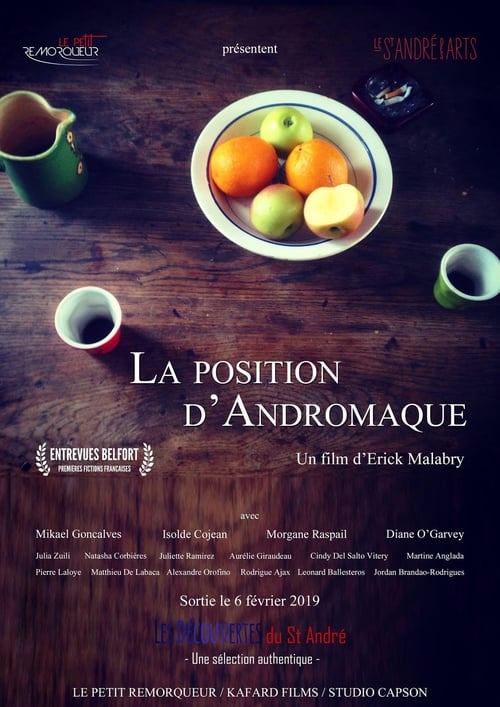 LE PETIT
REMORQUEUR
présentent
LE ST ANDRÉ DES ARTS
LA POSITION
D'ANDROMAQUE
Un film d'Erick Malabry
ENTREVUES BELFORT
PREMIÈRES FICTIONS FRANÇAISES
avec
Mikael Goncalves Isolde Cojean Morgane Raspail Diane O'Garvey
Julia Zuili Natasha Corbières Juliette Ramirez Aurélie Giraudeau Cindy Del Salto Vitery Martine Anglada
Pierre Laloye Matthieu De Labaca Alexandre Orofino Rodrigue Ajax Leonard Ballesteros Jordan Brandao-Rodrigues
Sortie le 6 février 2019
LES DÉCOUVERTES du St André
- Une sélection authentique -
LE PETIT REMORQUEUR / KAFARD FILMS / STUDIO CAPSON